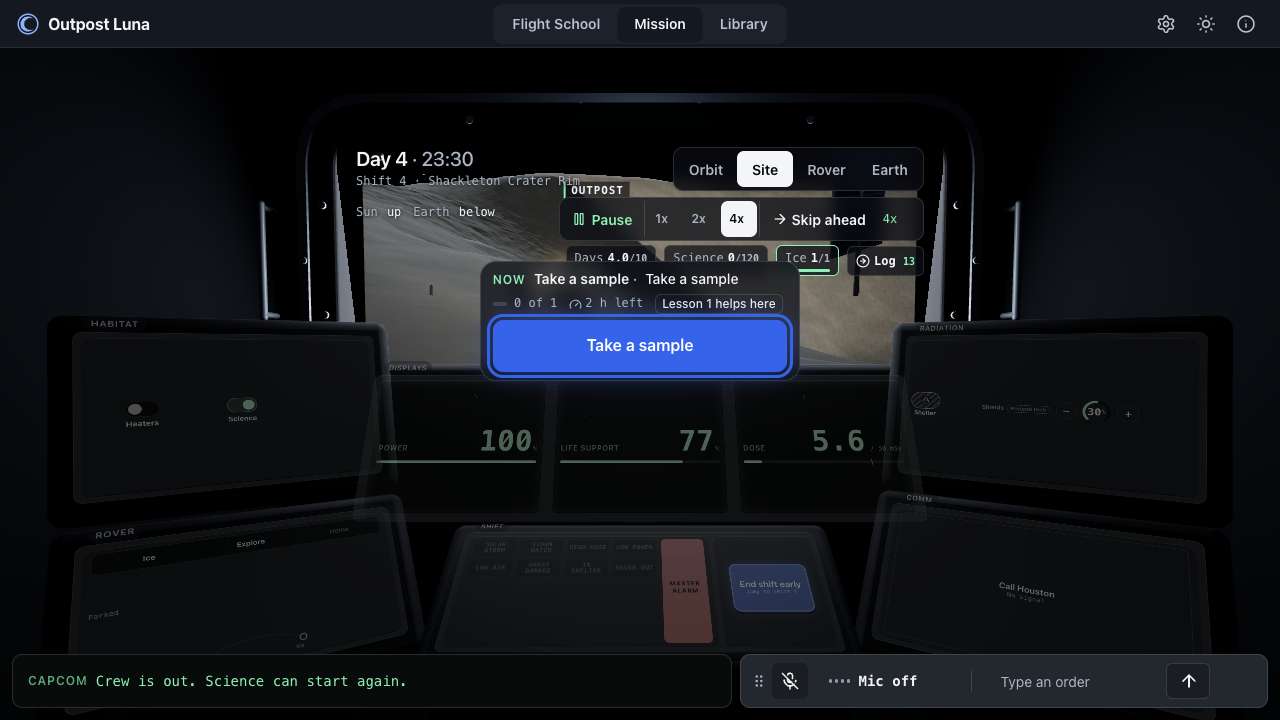 Outpost Luna
Flight School
Mission
Library
Day 4 · 23:30
Shift 4 · Shackleton Crater Rim
Sun up Earth below
Orbit
Site
Rover
Earth
OUTPOST
Pause
1x
2x
4x
Skip ahead
4x
Days 4.0/10
Science 0/120
Ice 1/1
Log 13
NOW Take a sample · Take a sample
0 of 1
2 h left
Lesson 1 helps here
Take a sample
HABITAT
Heaters
Science
DISPLAYS
POWER 100%
LIFE SUPPORT 77%
DOSE 5.6
RADIATION
Shelter
Shields
30%
ROVER
Ice
Explore
Home
Parked
SHIFT
MASTER ALARM
End shift early
COMM
Call Houston
No signal
CAPCOM Crew is out. Science can start again.
Mic off
Type an order